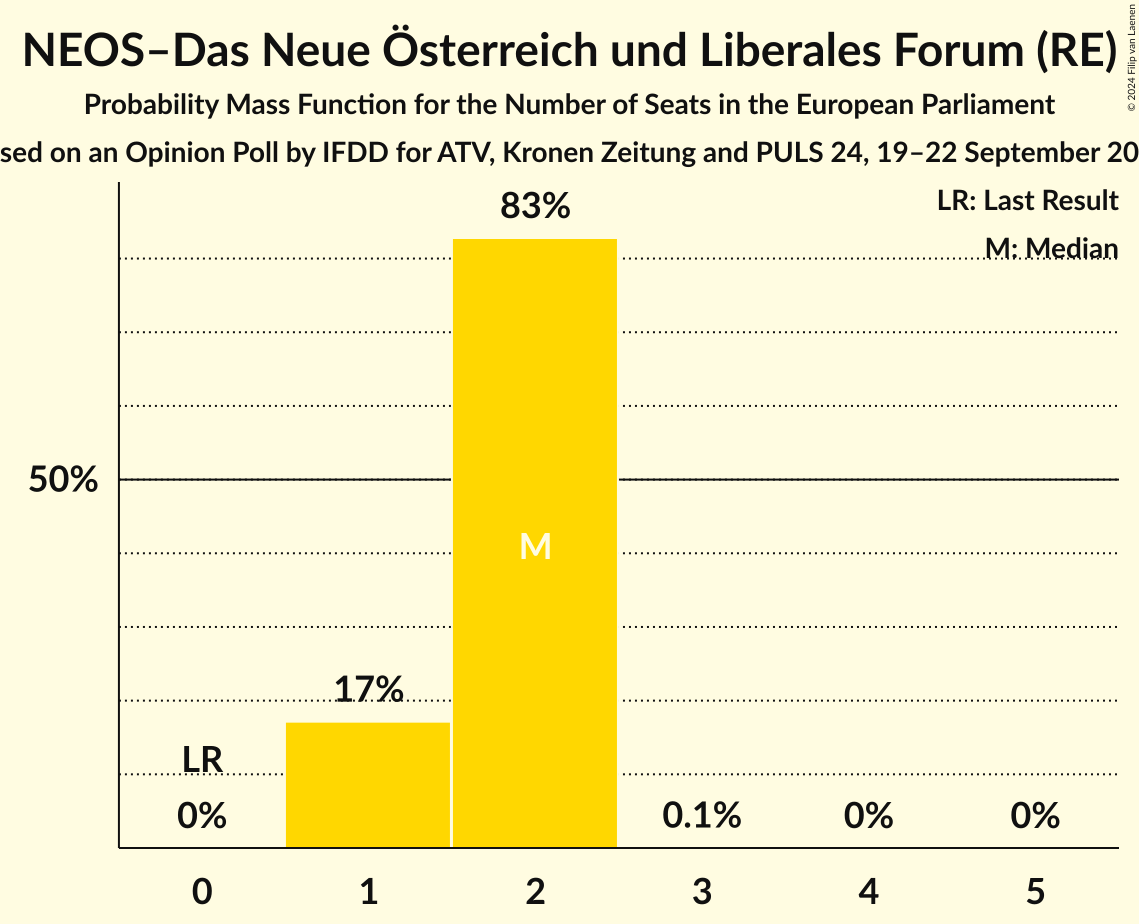 NEOS–Das Neue Österreich und Liberales Forum (RE)
© 2024 Filip van Laenen
Probability Mass Function for the Number of Seats in the European Parliament
sed on an Opinion Poll by IFDD for ATV, Kronen Zeitung and PULS 24, 19–22 September 20
LR: Last Result
M: Median
83%
50%
M
17%
LR
0%
0.1%
0%
0%
0 1 2 3 4 5